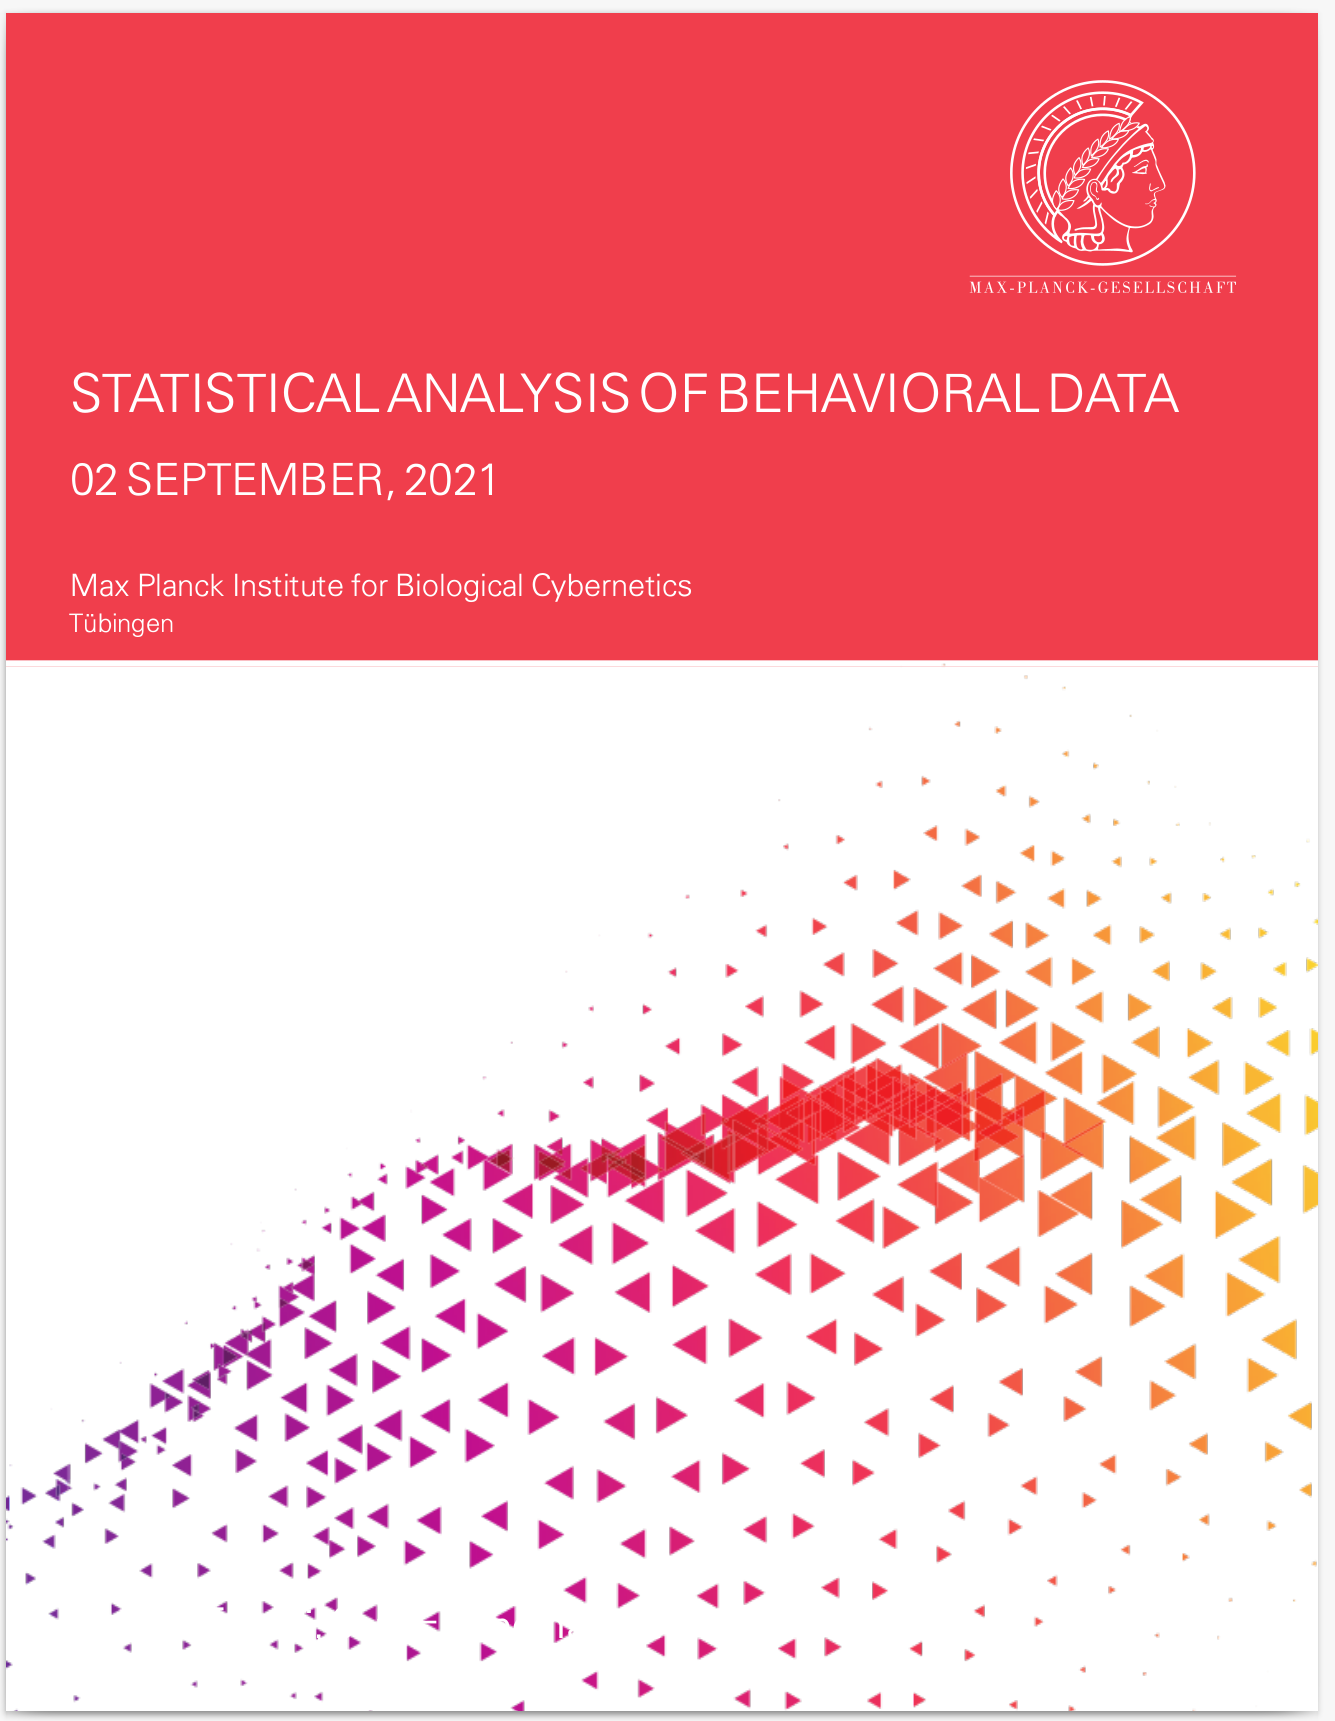 MAX-PLANCK-GESELLSCHAFT
STATISTICAL ANALYSIS OF BEHAVIORAL DATA
02 SEPTEMBER, 2021
Max Planck Institute for Biological Cybernetics
Tübingen